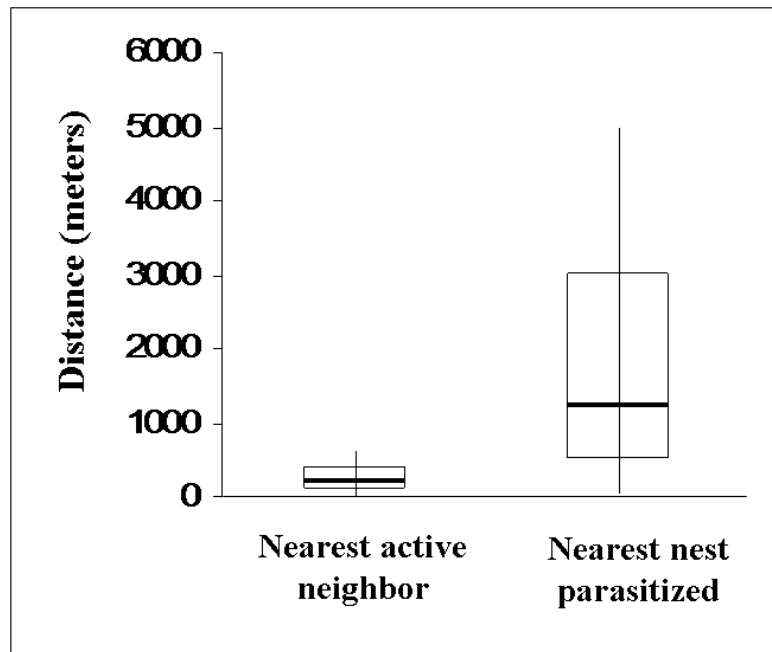 6000
5000
4000
3000
2000
1000
0
Distance (meters)
Nearest active
neighbor
Nearest nest
parasitized